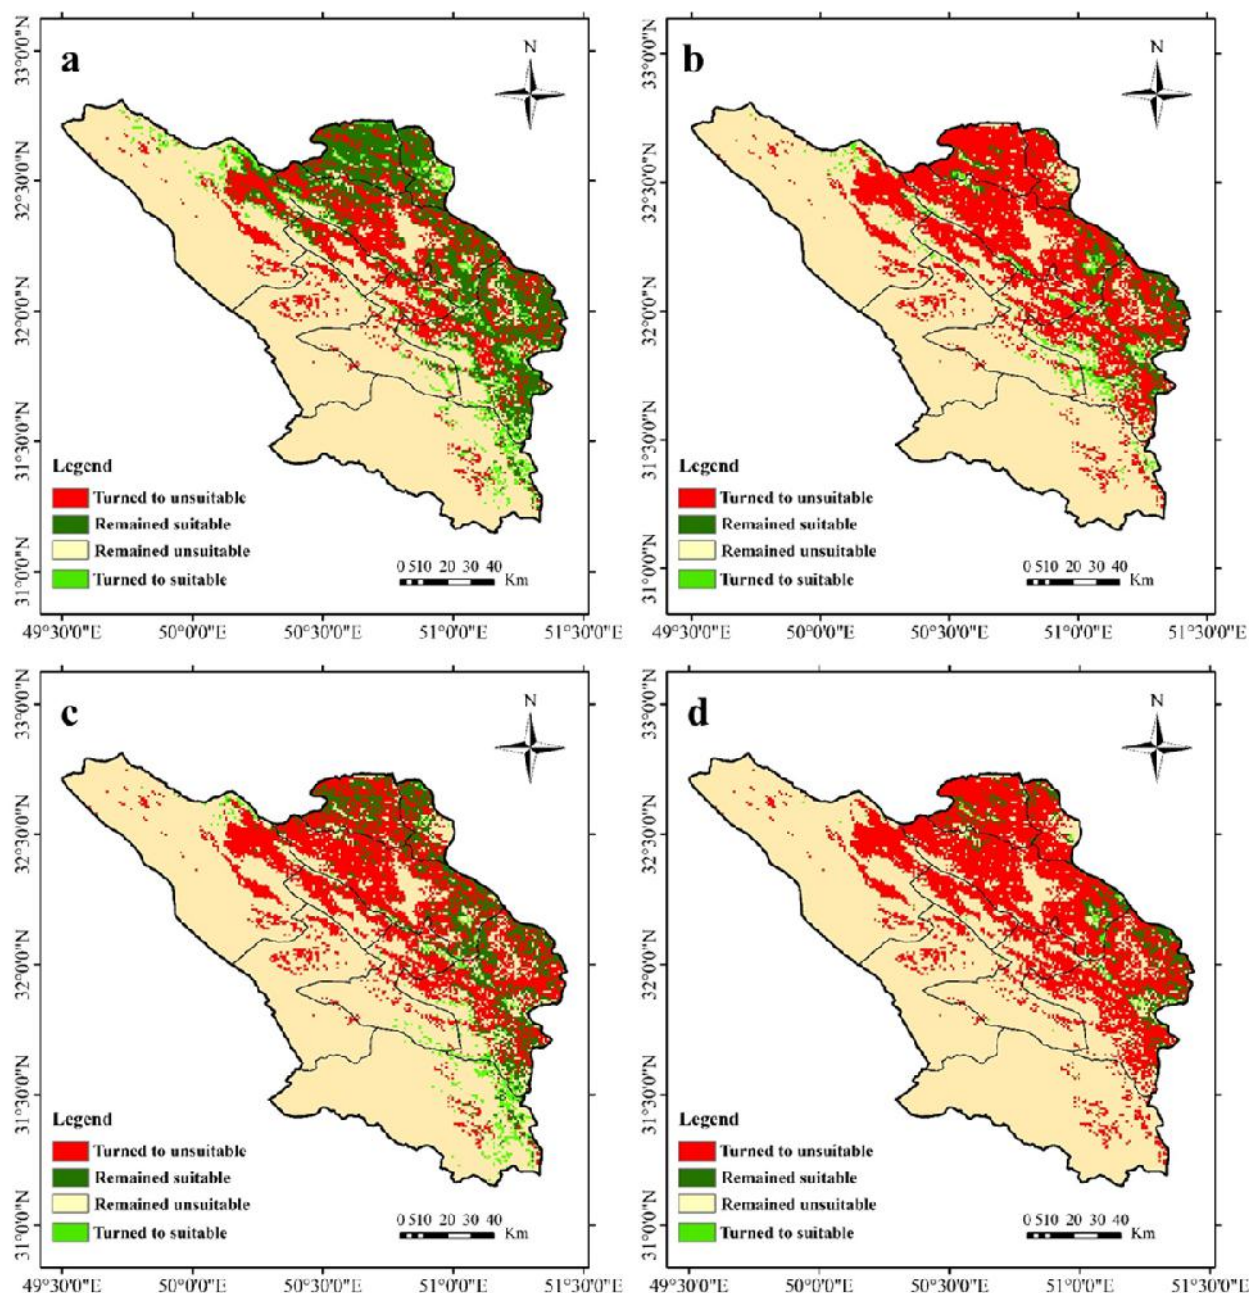 a
N
33°0'0"N
32°30'0"N
32°0'0"N
31°30'0"N
31°0'0"N
Legend
Turned to unsuitable
Remained suitable
Remained unsuitable
Turned to suitable
0 510 20 30 40 Km
49°30'0"E 50°0'0"E 50°30'0"E 51°0'0"E 51°30'0"E
b
N
33°0'0"N
32°30'0"N
32°0'0"N
31°30'0"N
31°0'0"N
Legend
Turned to unsuitable
Remained suitable
Remained unsuitable
Turned to suitable
0 510 20 30 40 Km
49°30'0"E 50°0'0"E 50°30'0"E 51°0'0"E 51°30'0"E
c
N
33°0'0"N
32°30'0"N
32°0'0"N
31°30'0"N
31°0'0"N
Legend
Turned to unsuitable
Remained suitable
Remained unsuitable
Turned to suitable
0 510 20 30 40 Km
49°30'0"E 50°0'0"E 50°30'0"E 51°0'0"E 51°30'0"E
d
N
33°0'0"N
32°30'0"N
32°0'0"N
31°30'0"N
31°0'0"N
Legend
Turned to unsuitable
Remained suitable
Remained unsuitable
Turned to suitable
0 510 20 30 40 Km
49°30'0"E 50°0'0"E 50°30'0"E 51°0'0"E 51°30'0"E